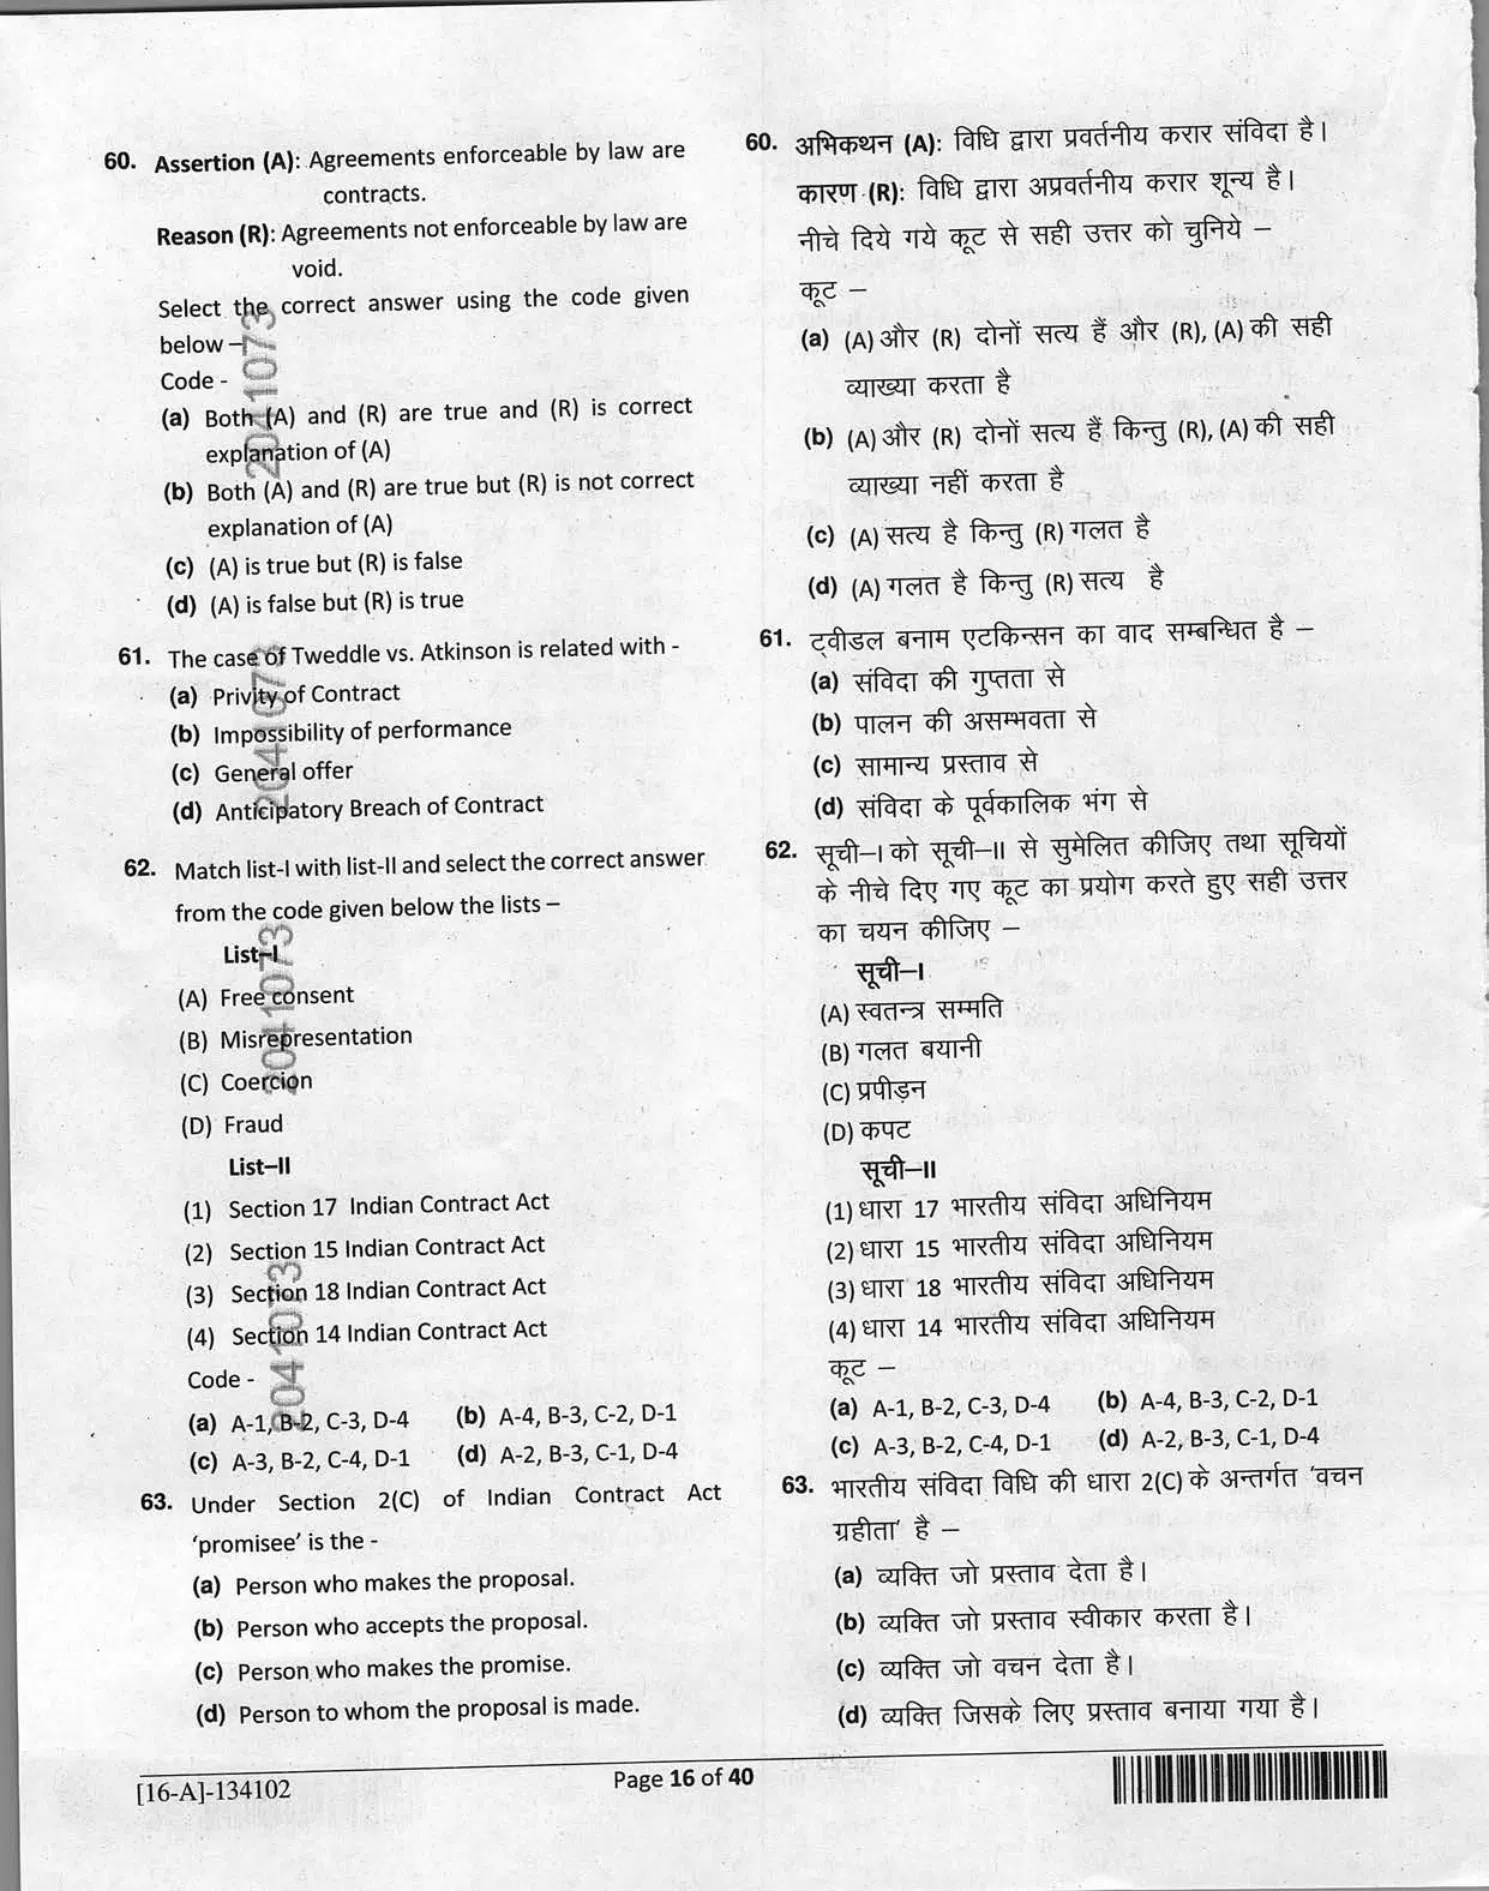 60. Assertion (A): Agreements enforceable by law are
contracts.
Reason (R): Agreements not enforceable by law are
void.
Select the correct answer using the code given
below –
Code -
(a) Both (A) and (R) are true and (R) is correct
explanation of (A)
(b) Both (A) and (R) are true but (R) is not correct
explanation of (A)
(c) (A) is true but (R) is false
(d) (A) is false but (R) is true
61. The case of Tweddle vs. Atkinson is related with -
(a) Privity of Contract
(b) Impossibility of performance
(c) General offer
(d) Anticipatory Breach of Contract
62. Match list-I with list-II and select the correct answer
from the code given below the lists –
List–I
(A) Free consent
(B) Misrepresentation
(C) Coercion
(D) Fraud
List–II
(1) Section 17 Indian Contract Act
(2) Section 15 Indian Contract Act
(3) Section 18 Indian Contract Act
(4) Section 14 Indian Contract Act
Code -
(a) A-1, B-2, C-3, D-4 (b) A-4, B-3, C-2, D-1
(c) A-3, B-2, C-4, D-1 (d) A-2, B-3, C-1, D-4
63. Under Section 2(C) of Indian Contract Act
‘promisee’ is the -
(a) Person who makes the proposal.
(b) Person who accepts the proposal.
(c) Person who makes the promise.
(d) Person to whom the proposal is made.
60. अभिकथन (A): विधि द्वारा प्रवर्तनीय करार संविदा है।
कारण (R): विधि द्वारा अप्रवर्तनीय करार शून्य है।
नीचे दिये गये कूट से सही उत्तर को चुनिये –
कूट –
(a) (A) और (R) दोनों सत्य हैं और (R), (A) की सही
व्याख्या करता है
(b) (A) और (R) दोनों सत्य हैं किन्तु (R), (A) की सही
व्याख्या नहीं करता है
(c) (A) सत्य है किन्तु (R) गलत है
(d) (A) गलत है किन्तु (R) सत्य है
61. ट्वीडल बनाम एटकिन्सन का वाद सम्बन्धित है –
(a) संविदा की गुप्तता से
(b) पालन की असम्भवता से
(c) सामान्य प्रस्ताव से
(d) संविदा के पूर्वकालिक भंग से
62. सूची–I को सूची–II से सुमेलित कीजिए तथा सूचियों
के नीचे दिए गए कूट का प्रयोग करते हुए सही उत्तर
का चयन कीजिए –
सूची–I
(A) स्वतन्त्र सम्मति
(B) गलत बयानी
(C) प्रपीड़न
(D) कपट
सूची–II
(1) धारा 17 भारतीय संविदा अधिनियम
(2) धारा 15 भारतीय संविदा अधिनियम
(3) धारा 18 भारतीय संविदा अधिनियम
(4) धारा 14 भारतीय संविदा अधिनियम
कूट –
(a) A-1, B-2, C-3, D-4 (b) A-4, B-3, C-2, D-1
(c) A-3, B-2, C-4, D-1 (d) A-2, B-3, C-1, D-4
63. भारतीय संविदा विधि की धारा 2(C) के अन्तर्गत ‘वचन
ग्रहीता’ है –
(a) व्यक्ति जो प्रस्ताव देता है।
(b) व्यक्ति जो प्रस्ताव स्वीकार करता है।
(c) व्यक्ति जो वचन देता है।
(d) व्यक्ति जिसके लिए प्रस्ताव बनाया गया है।
20411073
20411073
20411073
20411073
[16-A]-134102
Page 16 of 40